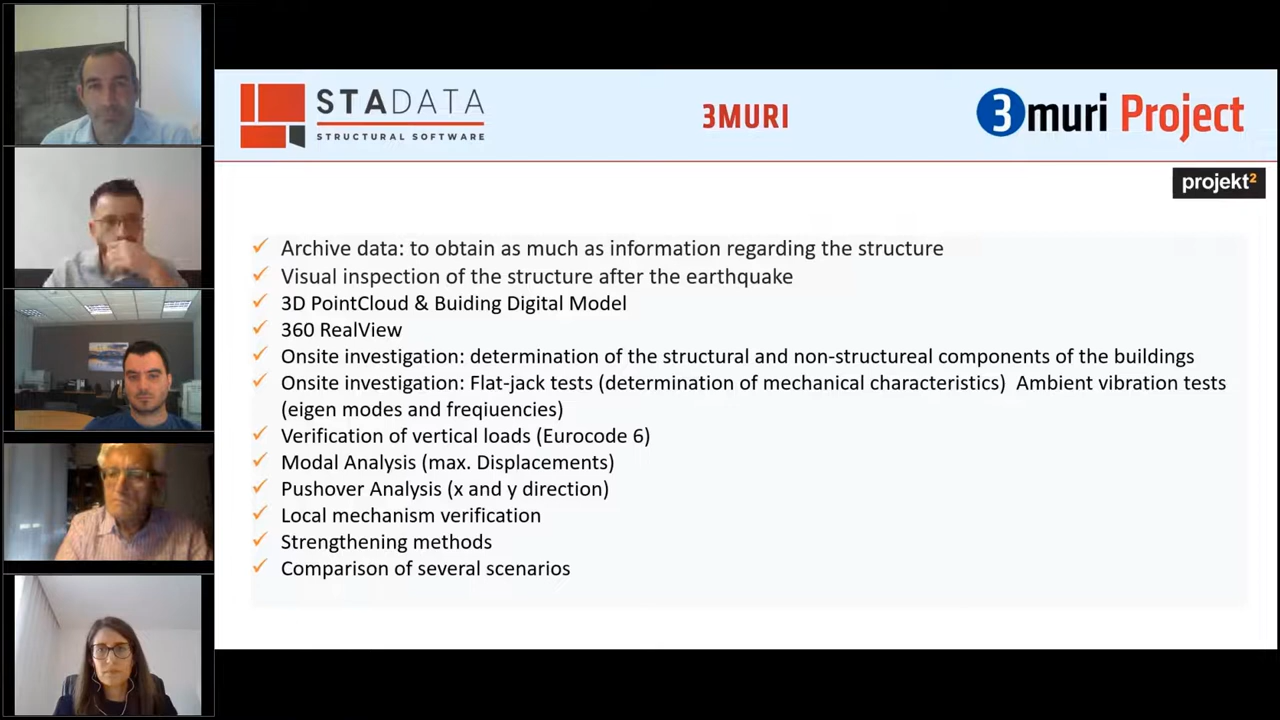 STADATA
STRUCTURAL SOFTWARE
3MURI
3muri Project
projekt²
Archive data: to obtain as much as information regarding the structure
Visual inspection of the structure after the earthquake
3D PointCloud & Buiding Digital Model
360 RealView
Onsite investigation: determination of the structural and non-structureal components of the buildings
Onsite investigation: Flat-jack tests (determination of mechanical characteristics) Ambient vibration tests
(eigen modes and freqiuencies)
Verification of vertical loads (Eurocode 6)
Modal Analysis (max. Displacements)
Pushover Analysis (x and y direction)
Local mechanism verification
Strengthening methods
Comparison of several scenarios